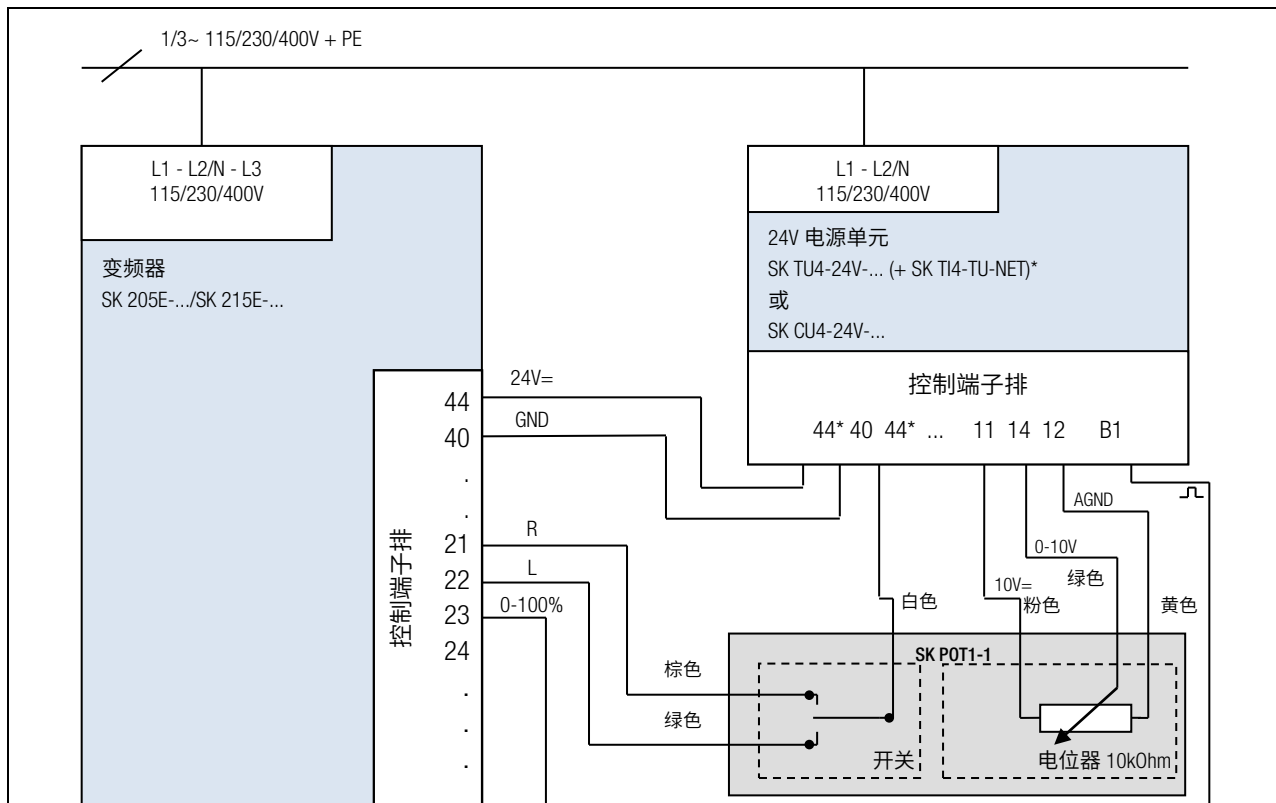 1/3~ 115/230/400V + PE
L1 - L2/N - L3
115/230/400V
变频器
SK 205E-.../SK 215E-...
L1 - L2/N
115/230/400V
24V 电源单元
SK TU4-24V-... (+ SK TI4-TU-NET)*
或
SK CU4-24V-...
控制端子排
44* 40 44* ... 11 14 12 B1
控制端子排
44
40
.
.
21
22
23
24
.
.
.
24V=
GND
R
L
0-100%
AGND
0-10V
绿色
10V=
粉色
白色
黄色
棕色
绿色
SK POT1-1
开关
电位器 10kOhm